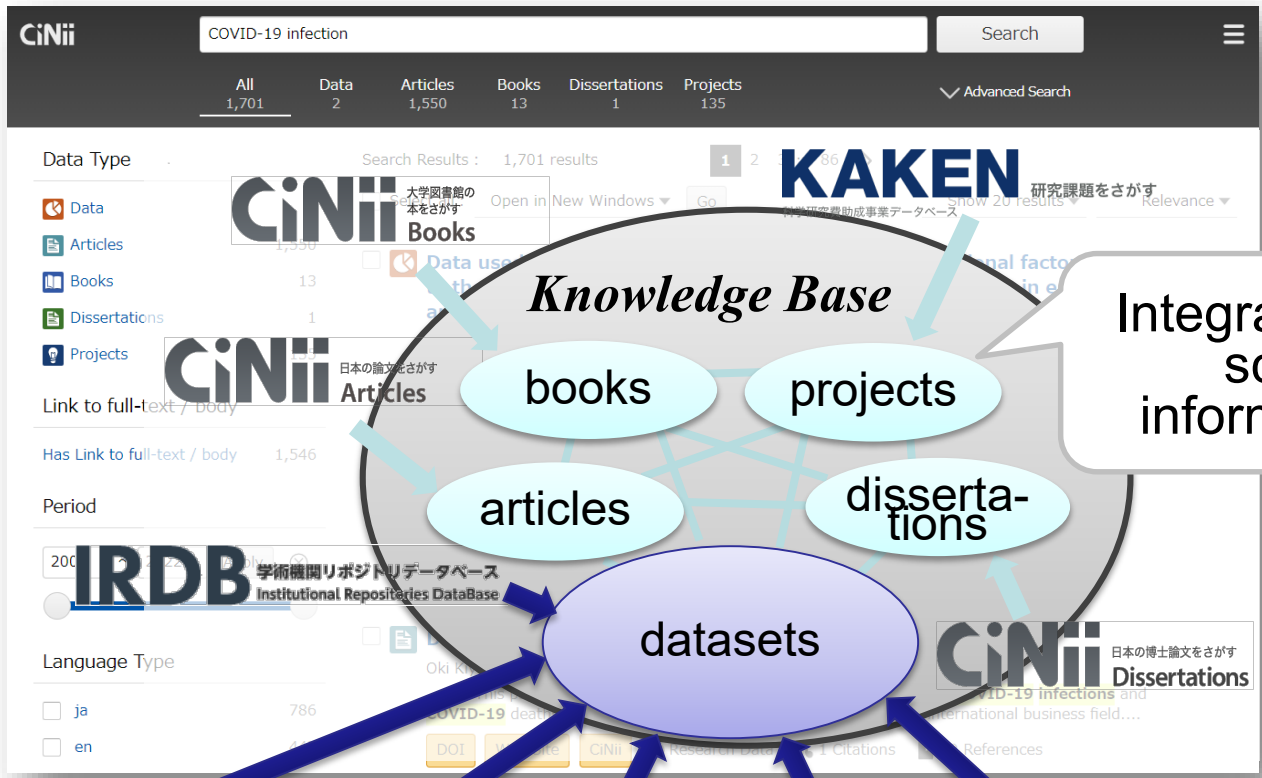 CiNii
COVID-19 infection
Search
All
1,701
Data
2
Articles
1,550
Books
13
Dissertations
1
Projects
135
Advanced Search
Data Type
Data
Articles
Books
13
Dissertations
1
Projects
Link to full-text / body
Has Link to full-text / body 1,546
Period
Language Type
ja 786
en
Search Results : 1,701 results
1 2
Open in New Windows
Go
Show 20 results
Relevance
CiNii
大学図書館の
本をさがす
Books
KAKEN
研究課題をさがす
科学研究費助成事業データベース
CiNii
日本の論文をさがす
Articles
IRDB
学術機関リポジトリデータベース
Institutional Repositories DataBase
CiNii
日本の博士論文をさがす
Dissertations
Knowledge Base
books
projects
articles
disserta-
tions
datasets
COVID-19 infections and
COVID-19
international business field....
DOI
CiNii
Research Data
1 Citations
References